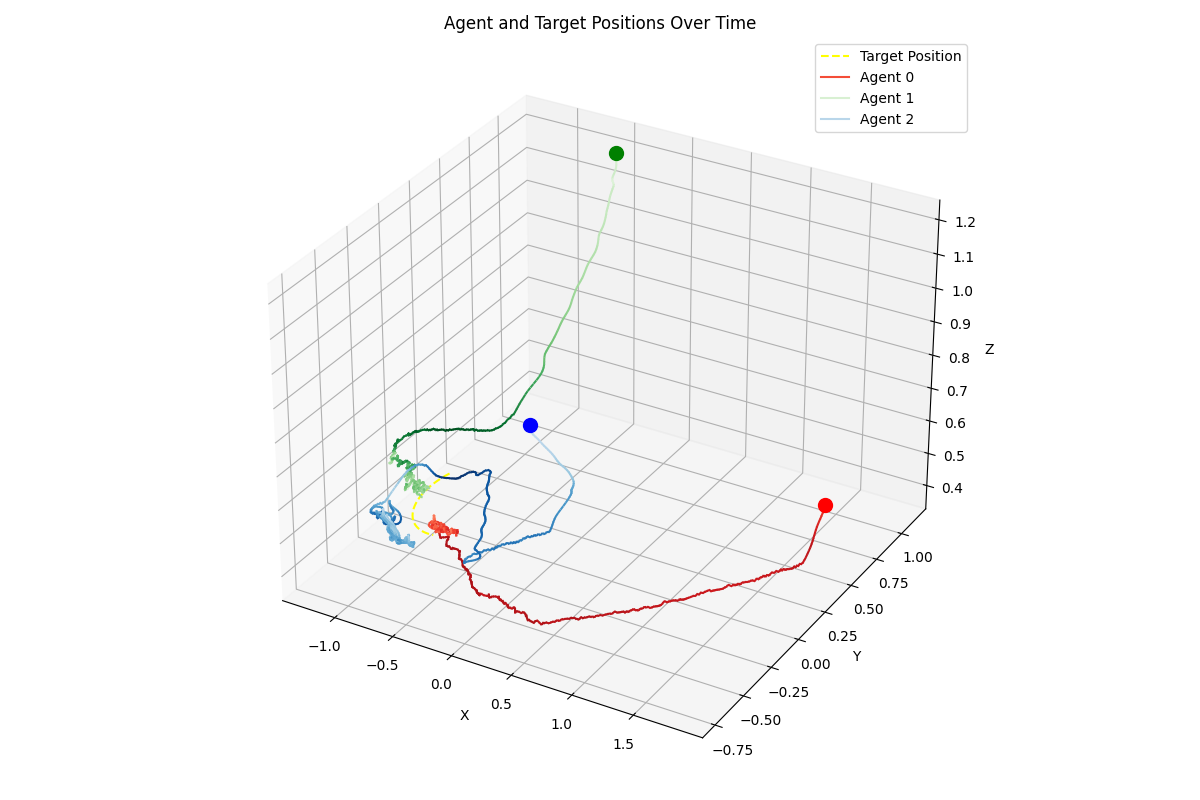 Agent and Target Positions Over Time
Target Position
Agent 0
Agent 1
Agent 2
1.2
1.1
1.0
0.9
0.8
0.7
0.6
0.5
0.4
Z
1.00
0.75
0.50
0.25
0.00
−0.25
−0.50
−0.75
Y
−1.0
−0.5
0.0
0.5
1.0
1.5
X